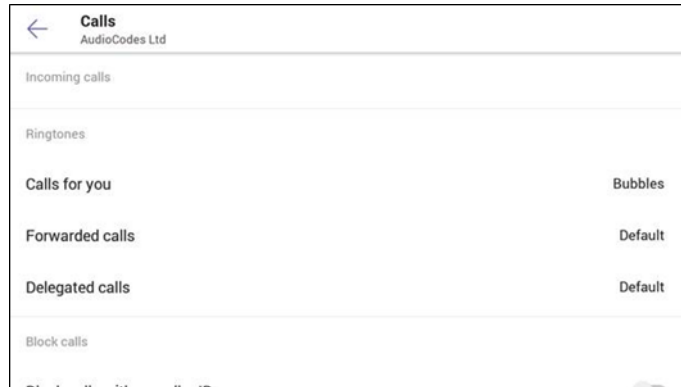 Calls
AudioCodes Ltd
Incoming calls
Ringtones
Calls for you Bubbles
Forwarded calls Default
Delegated calls Default
Block calls